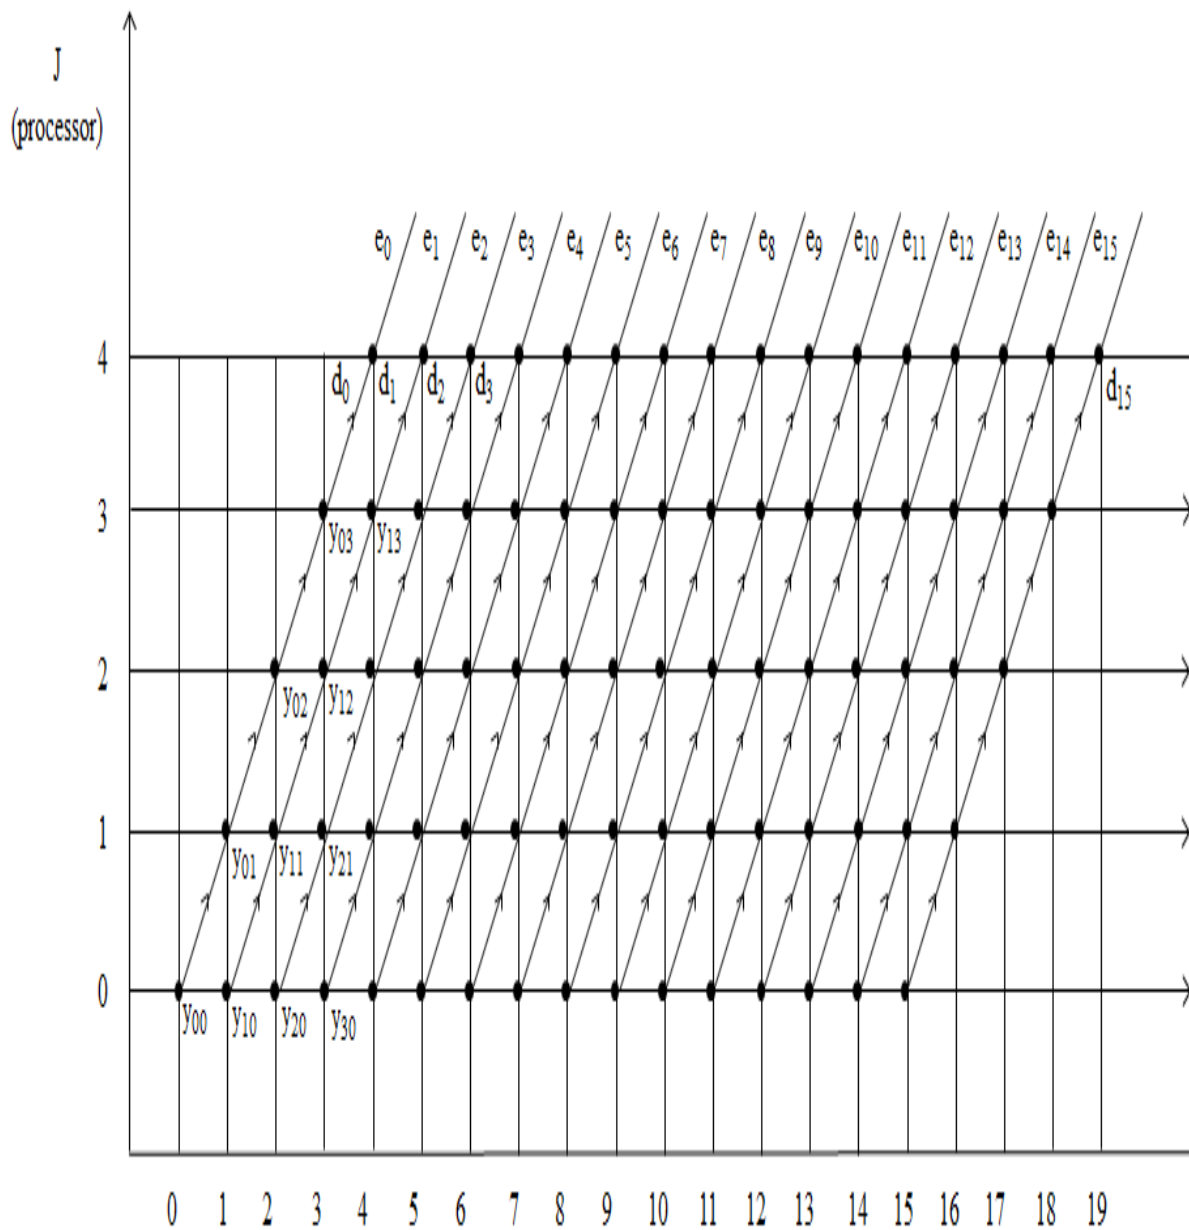 J
(processor)
e₀ e₁ e₂ e₃ e₄ e₅ e₆ e₇ e₈ e₉ e₁₀ e₁₁ e₁₂ e₁₃ e₁₄ e₁₅
4
d₀ d₁ d₂ d₃ d₁₅
3
y₀₃ y₁₃
2
y₀₂ y₁₂
1
y₀₁ y₁₁ y₂₁
0
y₀₀ y₁₀ y₂₀ y₃₀
0 1 2 3 4 5 6 7 8 9 10 11 12 13 14 15 16 17 18 19